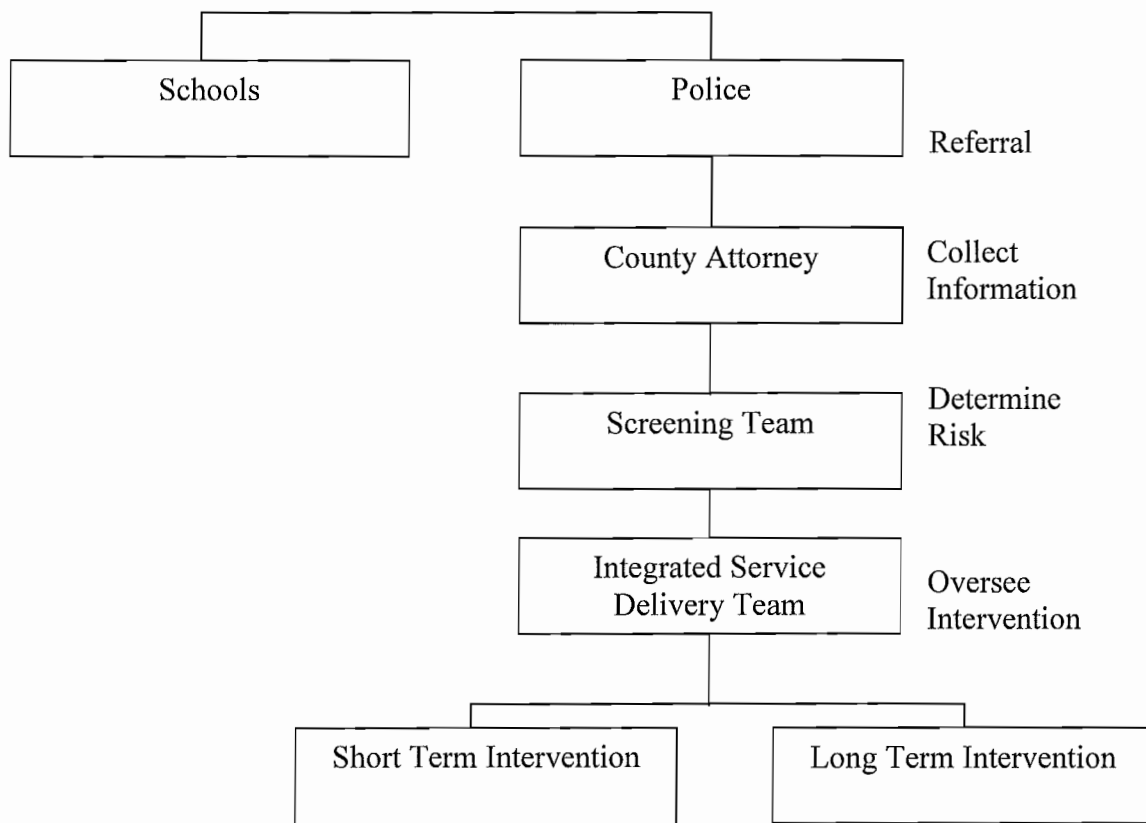 Schools
Police
Referral
County Attorney
Collect
Information
Screening Team
Determine
Risk
Integrated Service
Delivery Team
Oversee
Intervention
Short Term Intervention
Long Term Intervention